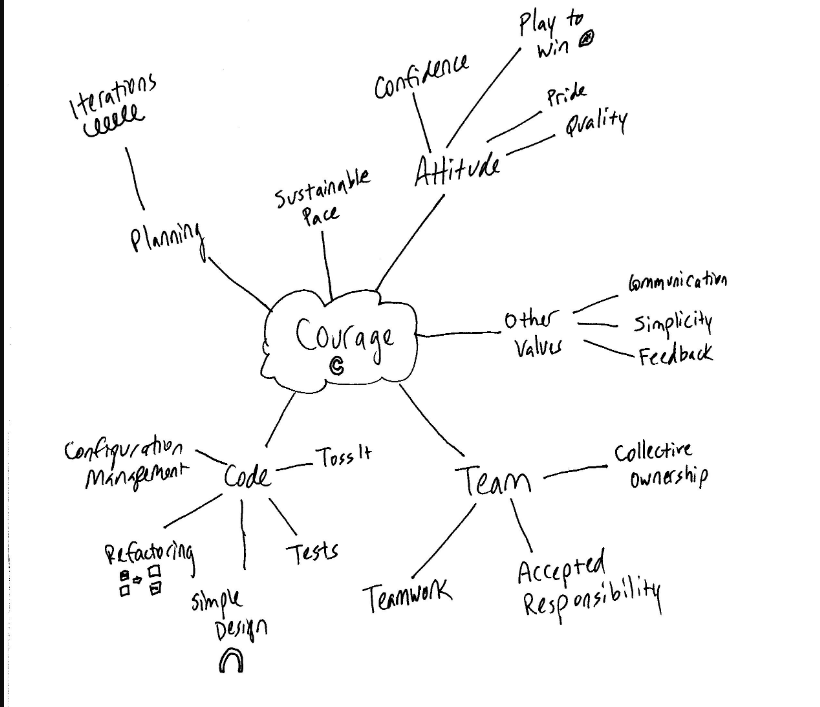 Play to
Win
Confidence
Pride
Quality
Attitude
Iterations
Sustainable
Pace
Planning
Courage
C
Other
Values
Communication
Simplicity
Feedback
Configuration
Management
Code
Toss It
Refactoring
Simple
Design
Tests
Team
Collective
Ownership
Teamwork
Accepted
Responsibility